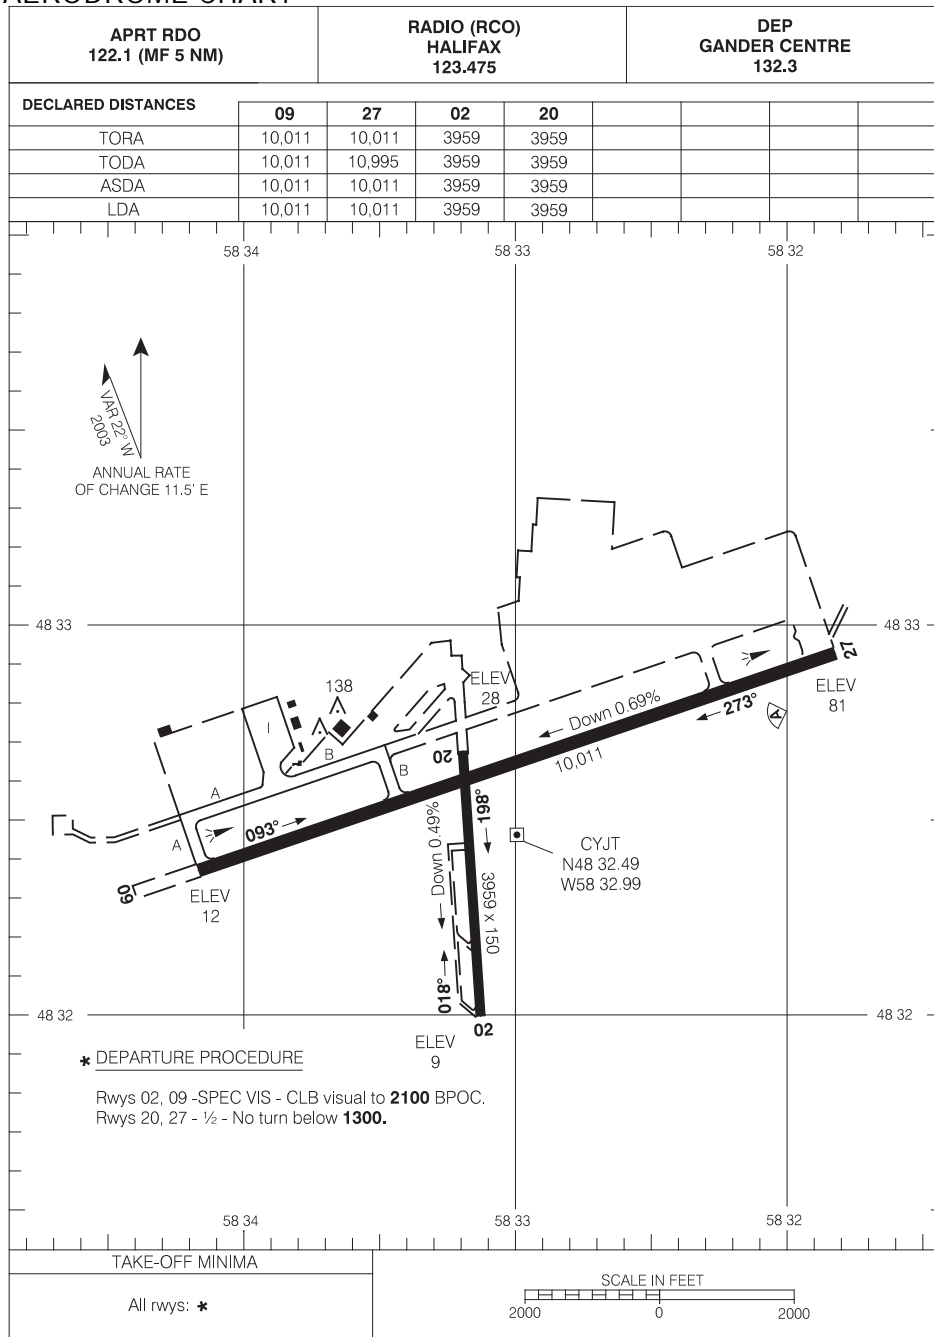 AERODROME CHART
APRT RDO
122.1 (MF 5 NM)
RADIO (RCO)
HALIFAX
123.475
DEP
GANDER CENTRE
132.3
DECLARED DISTANCES
09 27 02 20
TORA 10,011 10,011 3959 3959
TODA 10,011 10,995 3959 3959
ASDA 10,011 10,011 3959 3959
LDA 10,011 10,011 3959 3959
58 34 58 33 58 32
VAR 22° W
2003
ANNUAL RATE
OF CHANGE 11.5' E
48 33 48 33
27
138
ELEV
28
ELEV
81
Down 0.69%
273°
A
10,011
I
B
20
B
A
093°
A
198°
Down 0.49%
CYJT
N48 32.49
W58 32.99
09
ELEV
12
3959 x 150
018°
48 32 48 32
02
ELEV
9
* DEPARTURE PROCEDURE
Rwys 02, 09 -SPEC VIS - CLB visual to 2100 BPOC.
Rwys 20, 27 - ½ - No turn below 1300.
58 34 58 33 58 32
TAKE-OFF MINIMA
All rwys: *
SCALE IN FEET
2000 0 2000